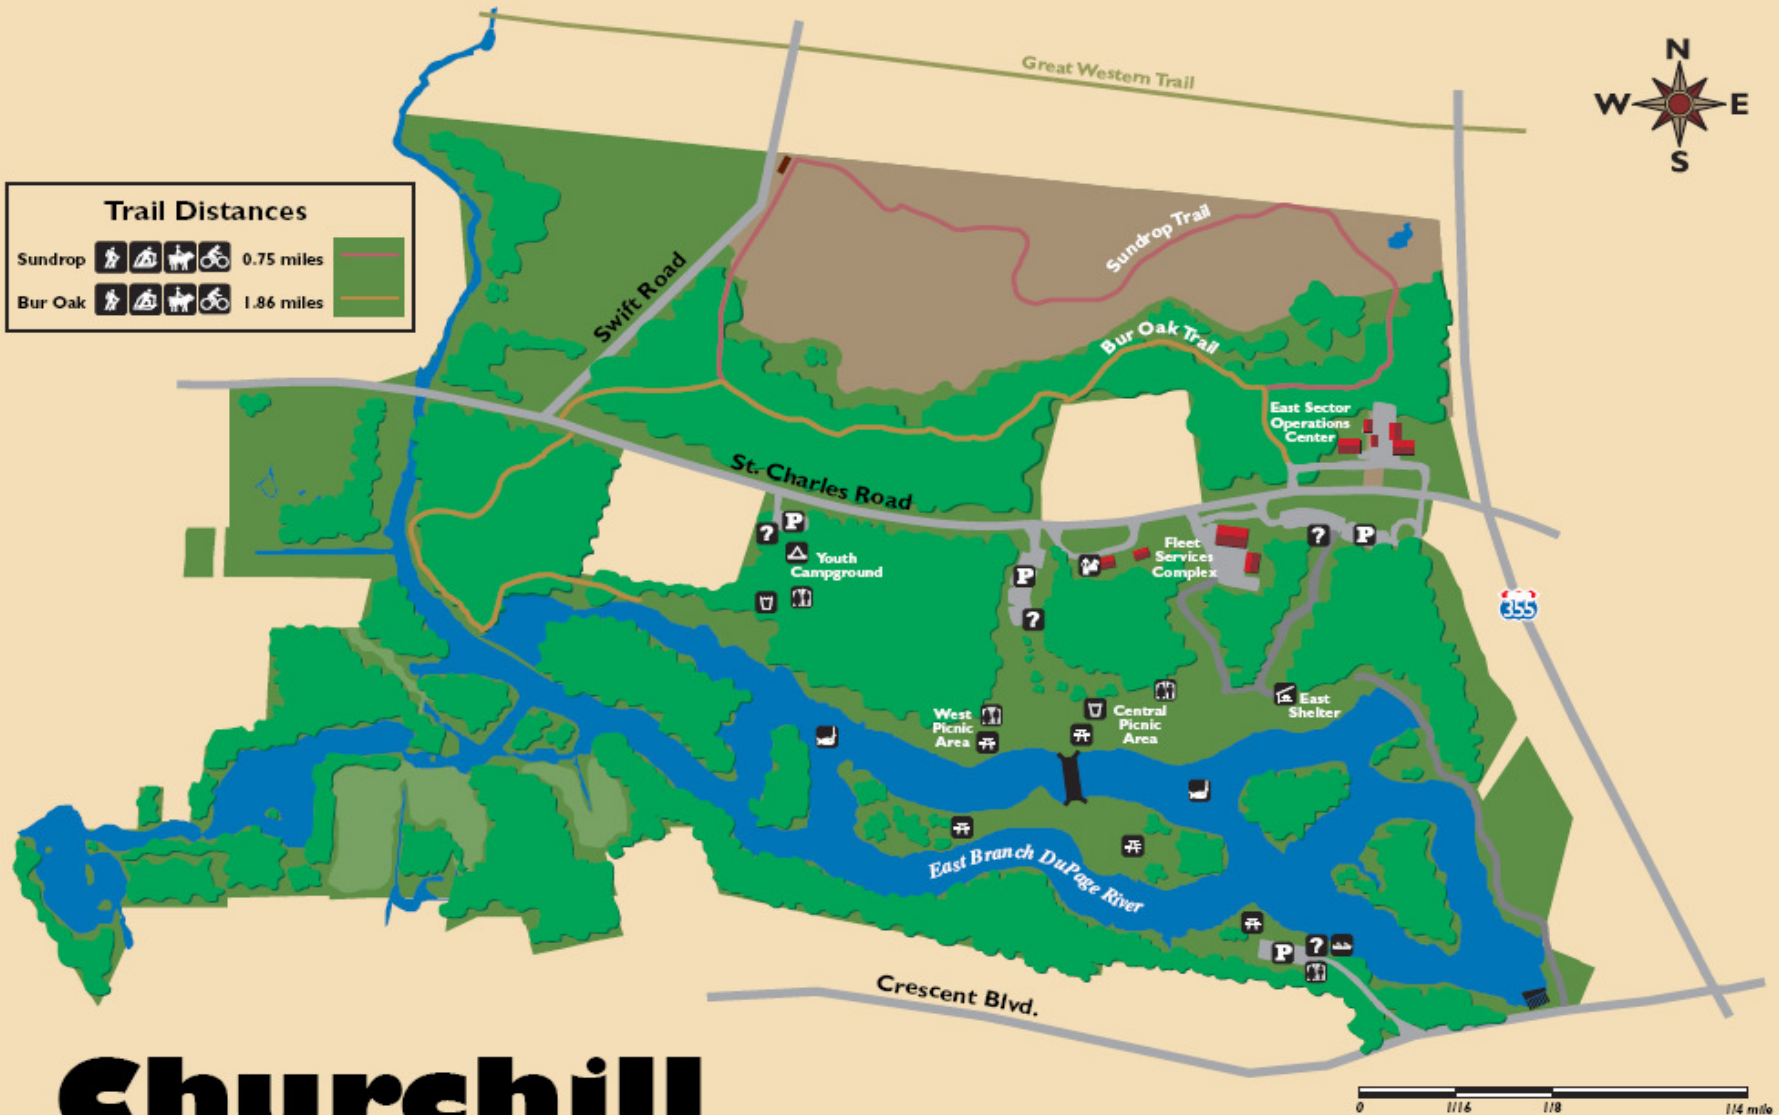 Great Western Trail
N
W E
S
Trail Distances
Sundrop 0.75 miles
Bur Oak 1.86 miles
Swift Road
Sundrop Trail
Bur Oak Trail
East Sector
Operations
Center
St. Charles Road
P
?
Youth
Campground
P
?
Fleet
Services
Complex
?
P
355
West
Picnic
Area
Central
Picnic
Area
East
Shelter
East Branch DuPage River
P
?
Crescent Blvd.
Churchill
0 1/16 1/8 1/4 mile